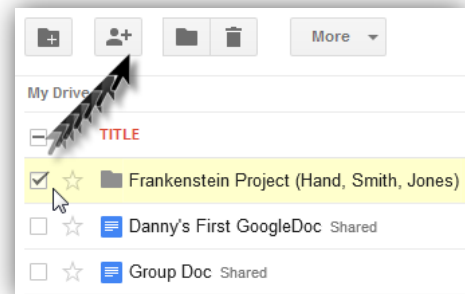 More
My Drive
TITLE
Frankenstein Project (Hand, Smith, Jones)
Danny's First GoogleDoc Shared
Group Doc Shared